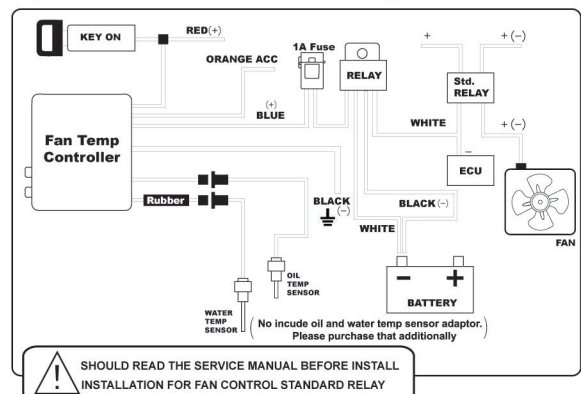 KEY ON
RED(+)
ORANGE ACC
1A Fuse
RELAY
+
+ (−)
Std.
RELAY
(+)
BLUE
WHITE
+ (−)
Fan Temp
Controller
−
ECU
Rubber
BLACK
(−)
BLACK(−)
WHITE
FAN
OIL
TEMP
SENSOR
− +
BATTERY
WATER
TEMP
SENSOR
( No incude oil and water temp sensor adaptor.
Please purchase that additionally )
! SHOULD READ THE SERVICE MANUAL BEFORE INSTALL
INSTALLATION FOR FAN CONTROL STANDARD RELAY